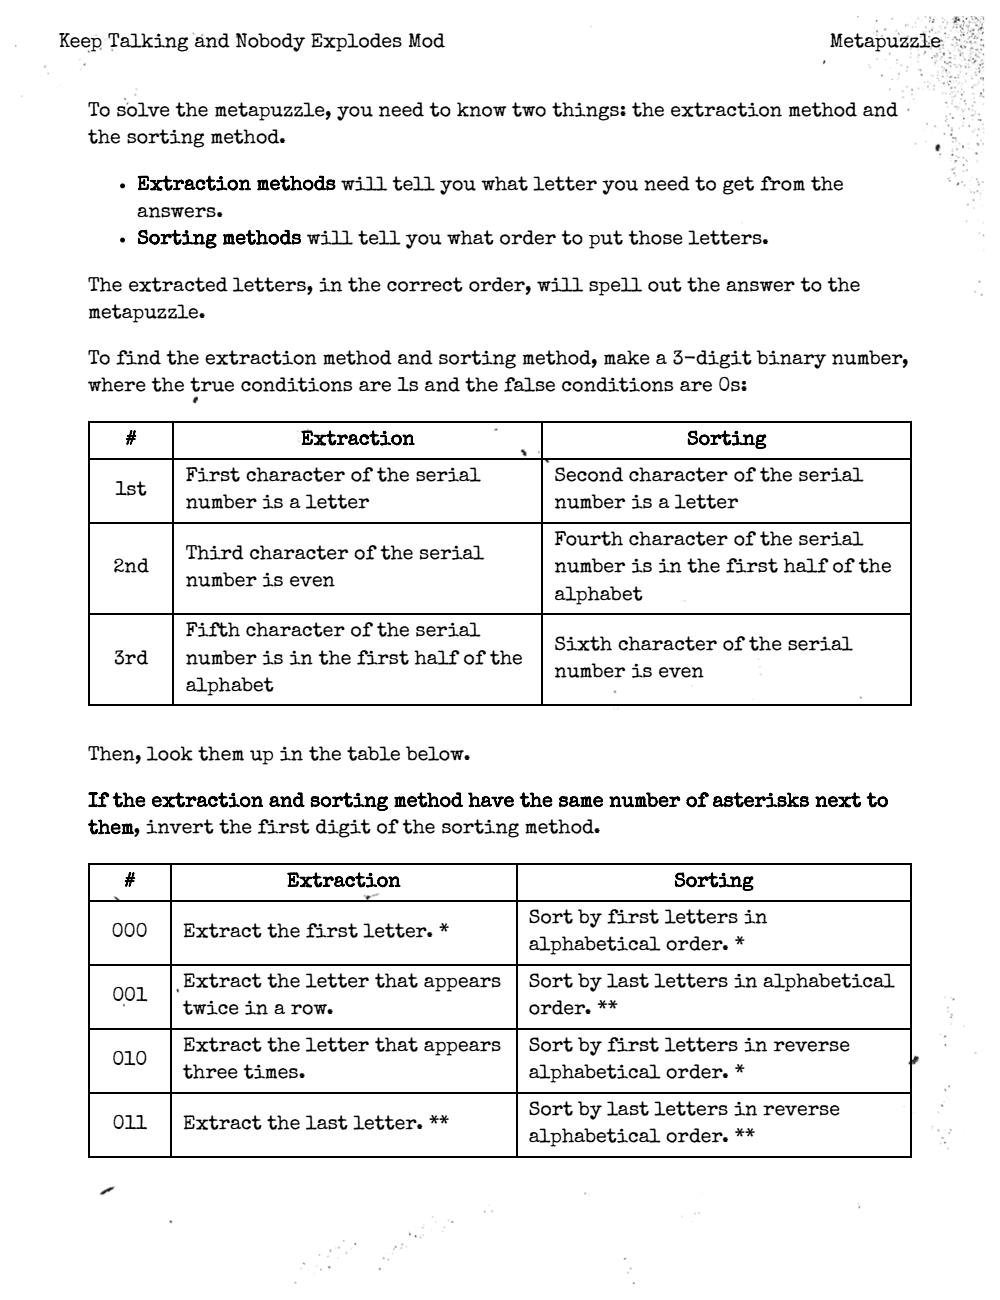 Keep Talking and Nobody Explodes Mod
Metapuzzle
To solve the metapuzzle, you need to know two things: the extraction method and
the sorting method.
• Extraction methods will tell you what letter you need to get from the
answers.
• Sorting methods will tell you what order to put those letters.
The extracted letters, in the correct order, will spell out the answer to the
metapuzzle.
To find the extraction method and sorting method, make a 3-digit binary number,
where the true conditions are 1s and the false conditions are 0s:
# Extraction Sorting
1st
First character of the serial
number is a letter
Second character of the serial
number is a letter
2nd
Third character of the serial
number is even
Fourth character of the serial
number is in the first half of the
alphabet
3rd
Fifth character of the serial
number is in the first half of the
alphabet
Sixth character of the serial
number is even
Then, look them up in the table below.
If the extraction and sorting method have the same number of asterisks next to
them, invert the first digit of the sorting method.
# Extraction Sorting
000
Extract the first letter. *
Sort by first letters in
alphabetical order. *
001
Extract the letter that appears
twice in a row.
Sort by last letters in alphabetical
order. **
010
Extract the letter that appears
three times.
Sort by first letters in reverse
alphabetical order. *
011
Extract the last letter. **
Sort by last letters in reverse
alphabetical order. **